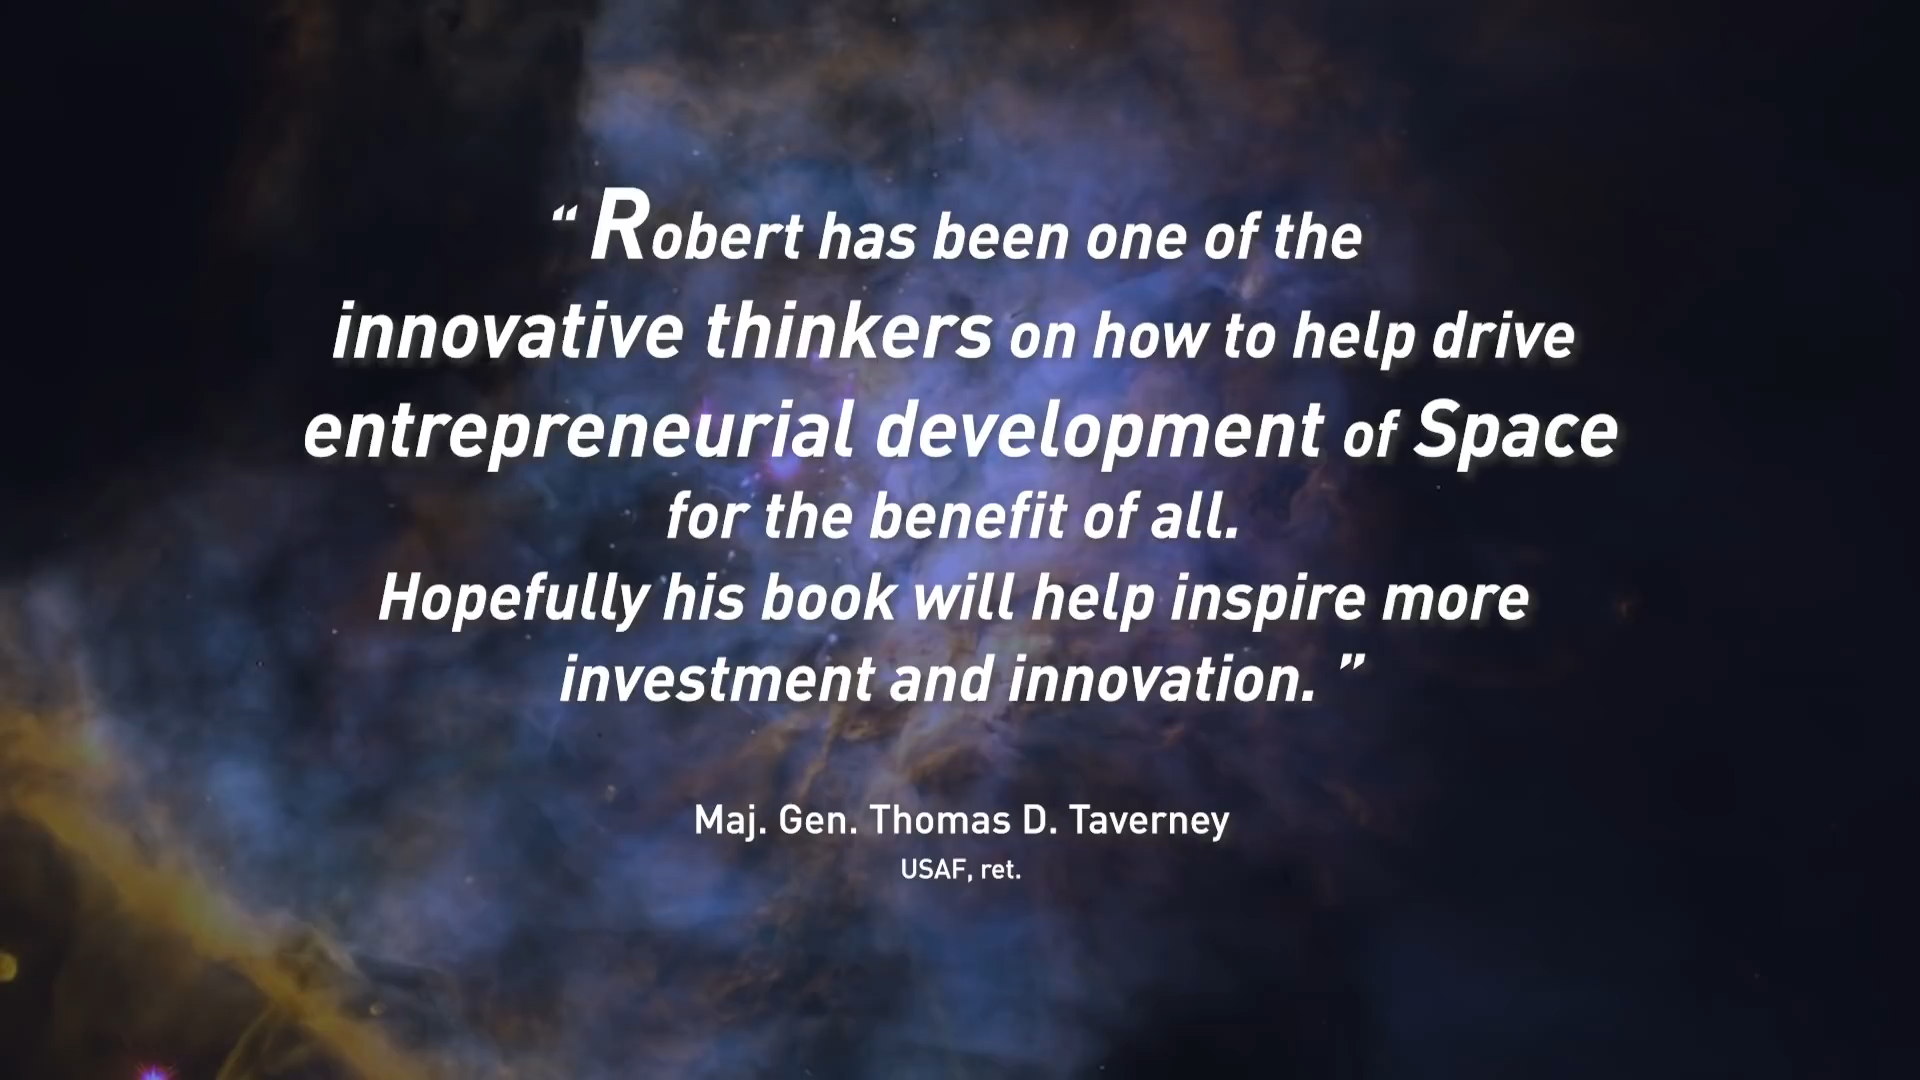 “ Robert has been one of the
innovative thinkers on how to help drive
entrepreneurial development of Space
for the benefit of all.
Hopefully his book will help inspire more
investment and innovation. ”
Maj. Gen. Thomas D. Taverney
USAF, ret.